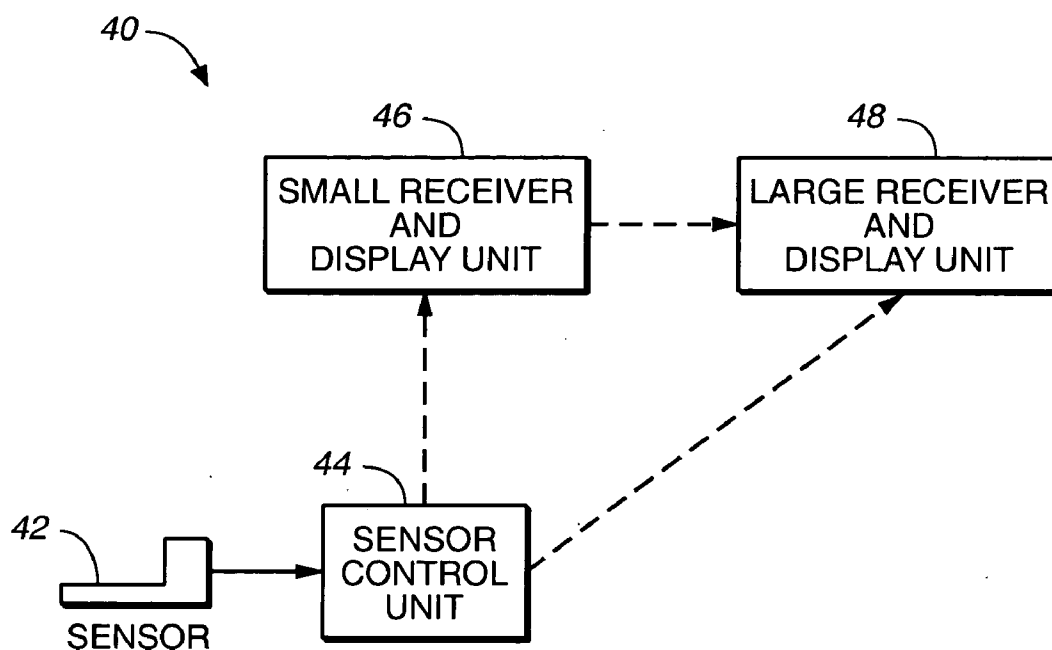 40
46
48
SMALL RECEIVER
AND
DISPLAY UNIT
LARGE RECEIVER
AND
DISPLAY UNIT
44
42
SENSOR
CONTROL
UNIT
SENSOR